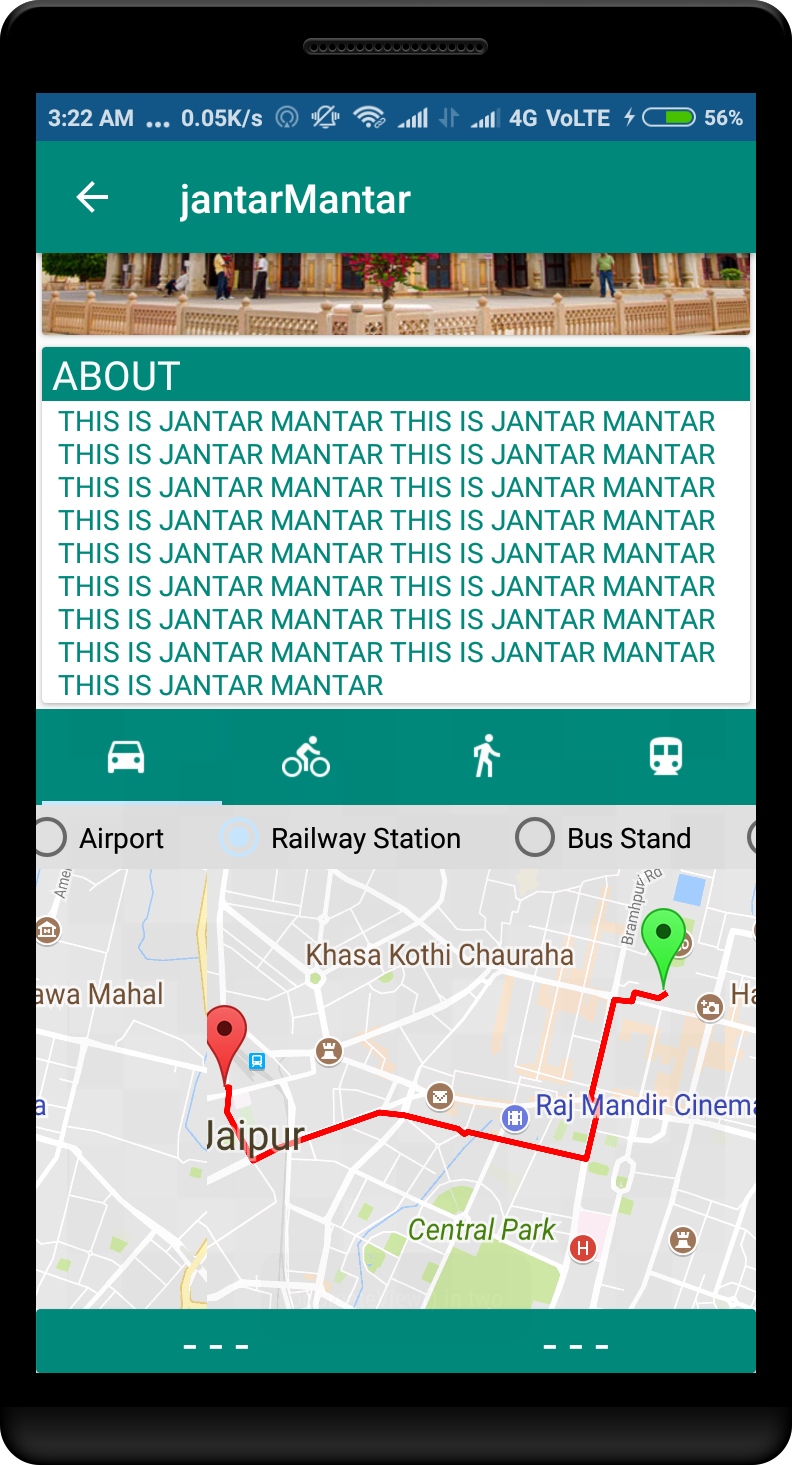 3:22 AM ... 0.05K/s 4G VoLTE 56%
jantarMantar
ABOUT
THIS IS JANTAR MANTAR THIS IS JANTAR MANTAR
THIS IS JANTAR MANTAR THIS IS JANTAR MANTAR
THIS IS JANTAR MANTAR THIS IS JANTAR MANTAR
THIS IS JANTAR MANTAR THIS IS JANTAR MANTAR
THIS IS JANTAR MANTAR THIS IS JANTAR MANTAR
THIS IS JANTAR MANTAR THIS IS JANTAR MANTAR
THIS IS JANTAR MANTAR THIS IS JANTAR MANTAR
THIS IS JANTAR MANTAR THIS IS JANTAR MANTAR
THIS IS JANTAR MANTAR
Airport Railway Station Bus Stand
Amer
Bramhpuri Rd
Khasa Kothi Chauraha
awa Mahal
Ha
a
Raj Mandir Cinema
Jaipur
Central Park
H
in two
- - - - - -